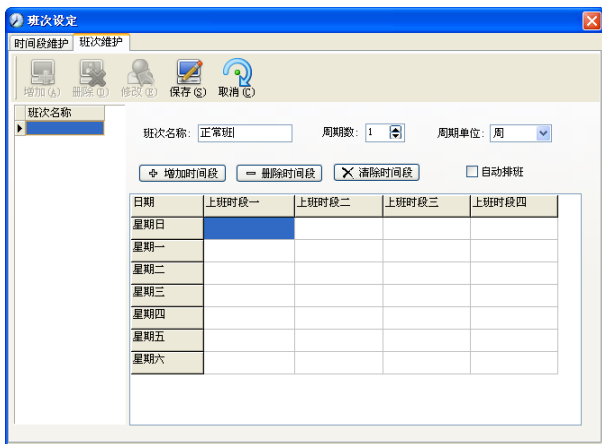 班次设定
时间段維护 班次維护
增加(A) 删除(D) 修改(E) 保存(S) 取消(C)
班次名称
班次名称: 正常班 周期数: 1 周期单位: 周
增加时间段 删除时间段 清除时间段 自动排班
日期 上班时段一 上班时段二 上班时段三 上班时段四
星期日
星期一
星期二
星期三
星期四
星期五
星期六